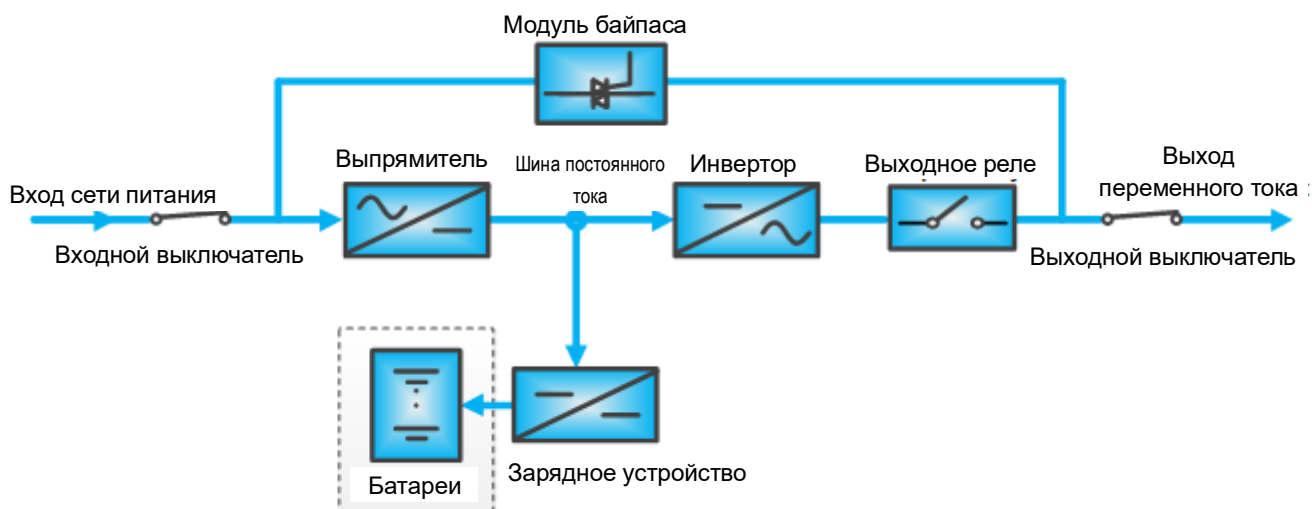 Модуль байпаса
Выпрямитель
Шина постоянного
тока
Инвертор
Выходное реле
Выход
переменного тока
Вход сети питания
Входной выключатель
Выходной выключатель
Батареи
Зарядное устройство